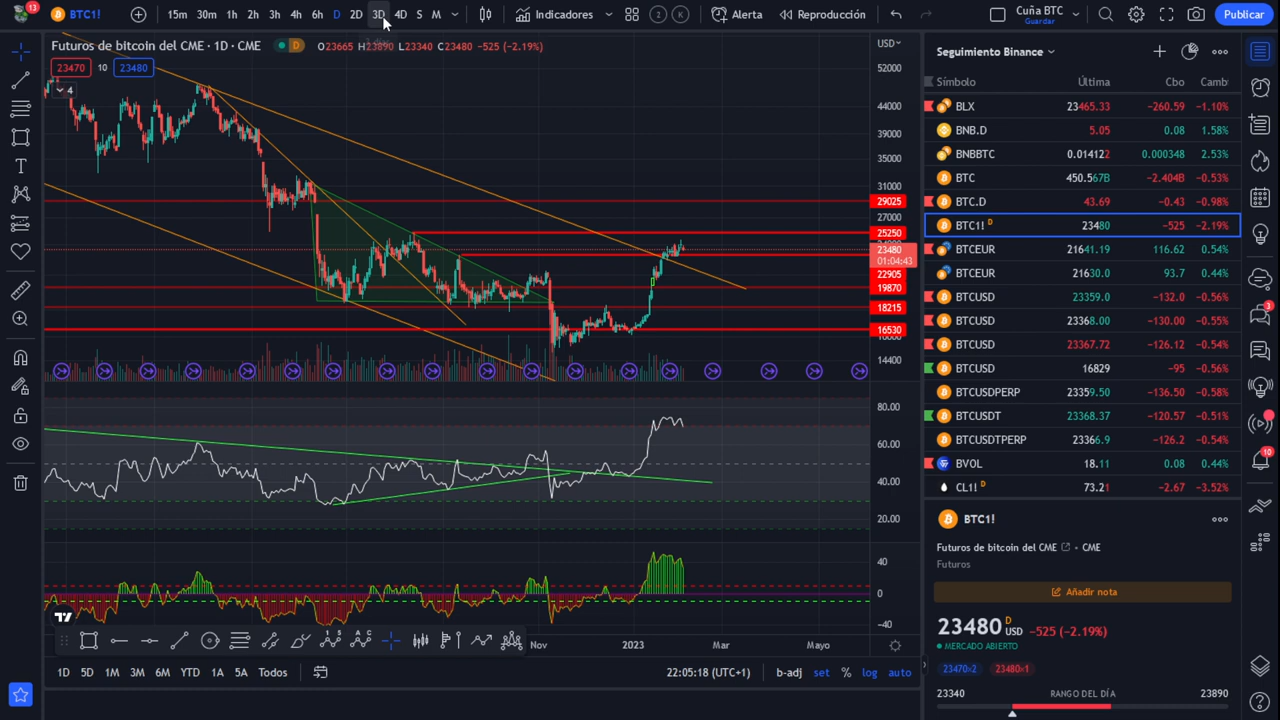 13
BTC1!
15m 30m 1h 2h 3h 4h 6h D 2D 3D 4D S M
Indicadores
2 K
Alerta
Reproducción
Cuña BTC
Guardar
Publicar
Futuros de bitcoin del CME · 1D · CME
D
O23665 H23890 L23340 C23480 -525 (-2.19%)
23470 10 23480
4
USD
52000
44000
39000
35000
31000
29025
27000
25250
23480
01:04:43
22905
19870
18215
16530
14400
80.00
60.00
40.00
20.00
40
0
-40
Nov 2023 Mar Mayo
1D 5D 1M 3M 6M YTD 1A 5A Todos
22:05:18 (UTC+1)
b-adj set % log auto
Seguimiento Binance
Símbolo Última Cbo Camb
BLX 23465.33 -260.59 -1.10%
BNB.D 5.05 0.08 1.58%
BNBBTC 0.014122 0.000348 2.53%
BTC 450.567B -2.404B -0.53%
BTC.D 43.69 -0.43 -0.98%
BTC1! D 23480 -525 -2.19%
BTCEUR 21641.19 116.62 0.54%
BTCEUR 21630.0 93.7 0.44%
BTCUSD 23359.0 -132.0 -0.56%
BTCUSD 23368.00 -130.00 -0.55%
BTCUSD 23367.72 -126.12 -0.54%
BTCUSD 16829 -95 -0.56%
BTCUSDPERP 23359.50 -136.50 -0.58%
BTCUSDT 23368.37 -120.57 -0.51%
BTCUSDTPERP 23366.9 -126.2 -0.54%
BVOL 18.11 0.08 0.44%
CL1! D 73.21 -2.67 -3.52%
BTC1!
Futuros de bitcoin del CME · CME
Futuros
Añadir nota
23480 D USD -525 (-2.19%)
MERCADO ABIERTO
23470×2 23480×1
23340 RANGO DEL DÍA 23890
3
10